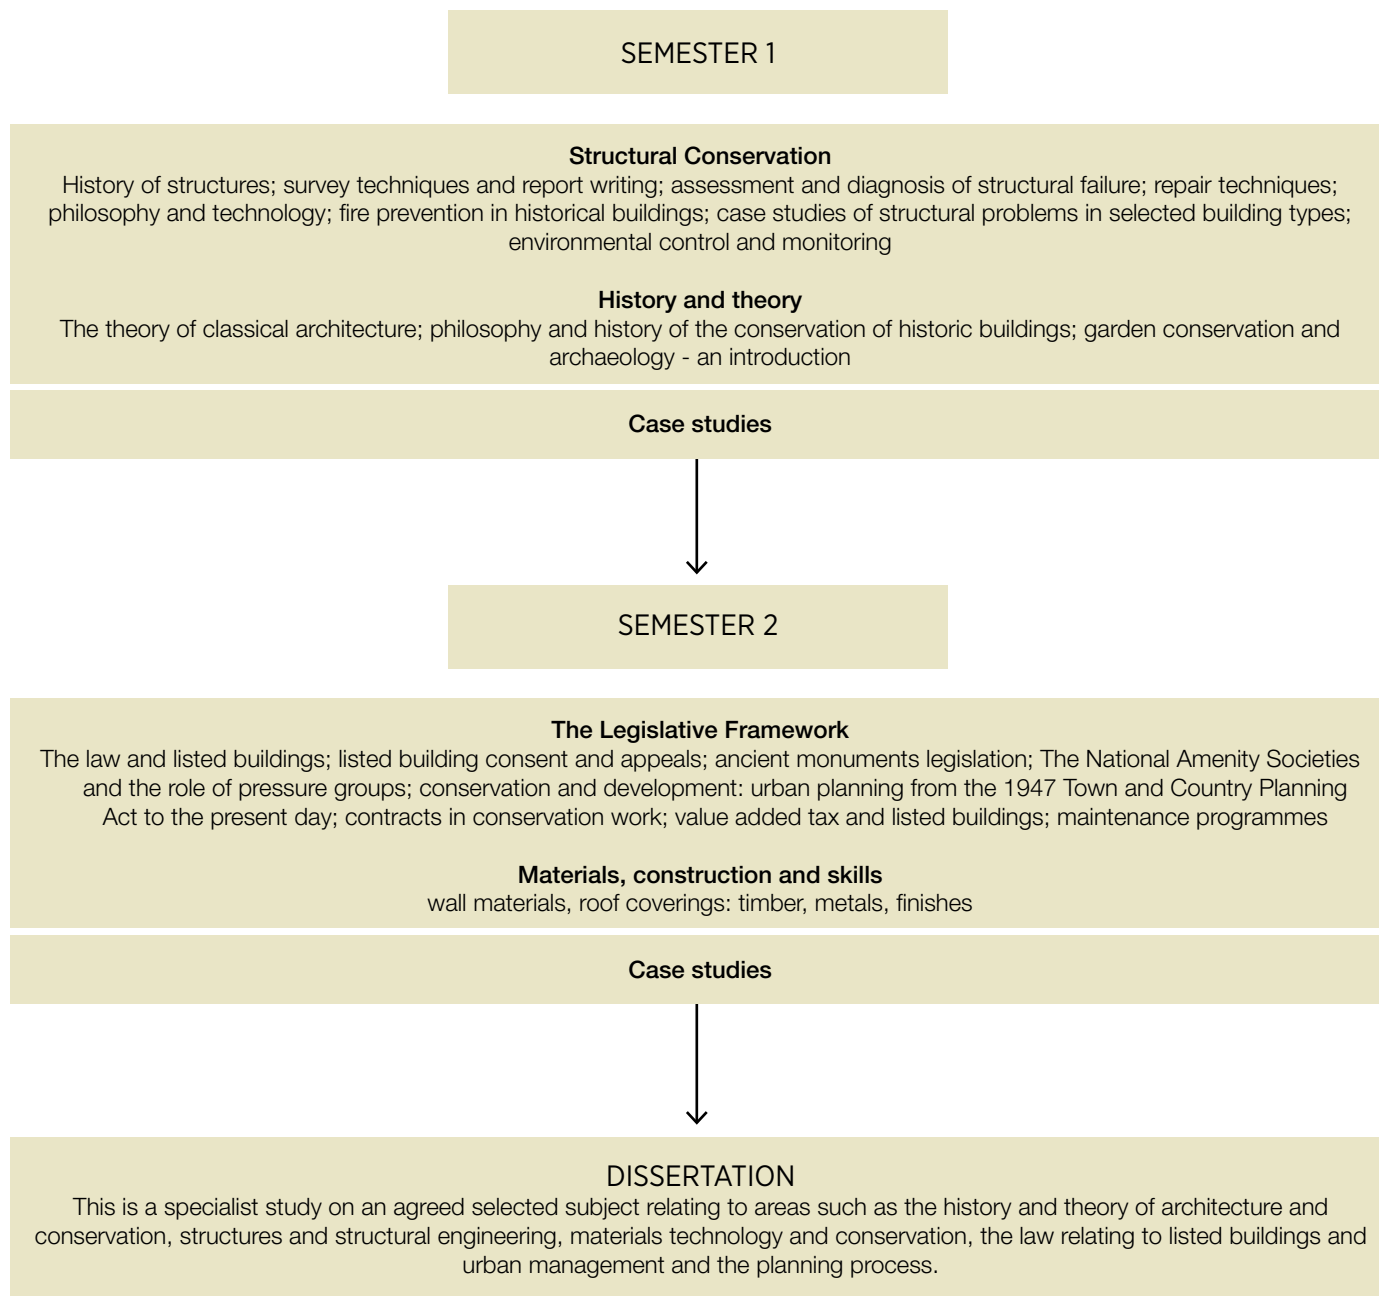 SEMESTER 1
Structural Conservation
History of structures; survey techniques and report writing; assessment and diagnosis of structural failure; repair techniques;
philosophy and technology; fire prevention in historical buildings; case studies of structural problems in selected building types;
environmental control and monitoring
History and theory
The theory of classical architecture; philosophy and history of the conservation of historic buildings; garden conservation and
archaeology - an introduction
Case studies
SEMESTER 2
The Legislative Framework
The law and listed buildings; listed building consent and appeals; ancient monuments legislation; The National Amenity Societies
and the role of pressure groups; conservation and development: urban planning from the 1947 Town and Country Planning
Act to the present day; contracts in conservation work; value added tax and listed buildings; maintenance programmes
Materials, construction and skills
wall materials, roof coverings: timber, metals, finishes
Case studies
DISSERTATION
This is a specialist study on an agreed selected subject relating to areas such as the history and theory of architecture and
conservation, structures and structural engineering, materials technology and conservation, the law relating to listed buildings and
urban management and the planning process.